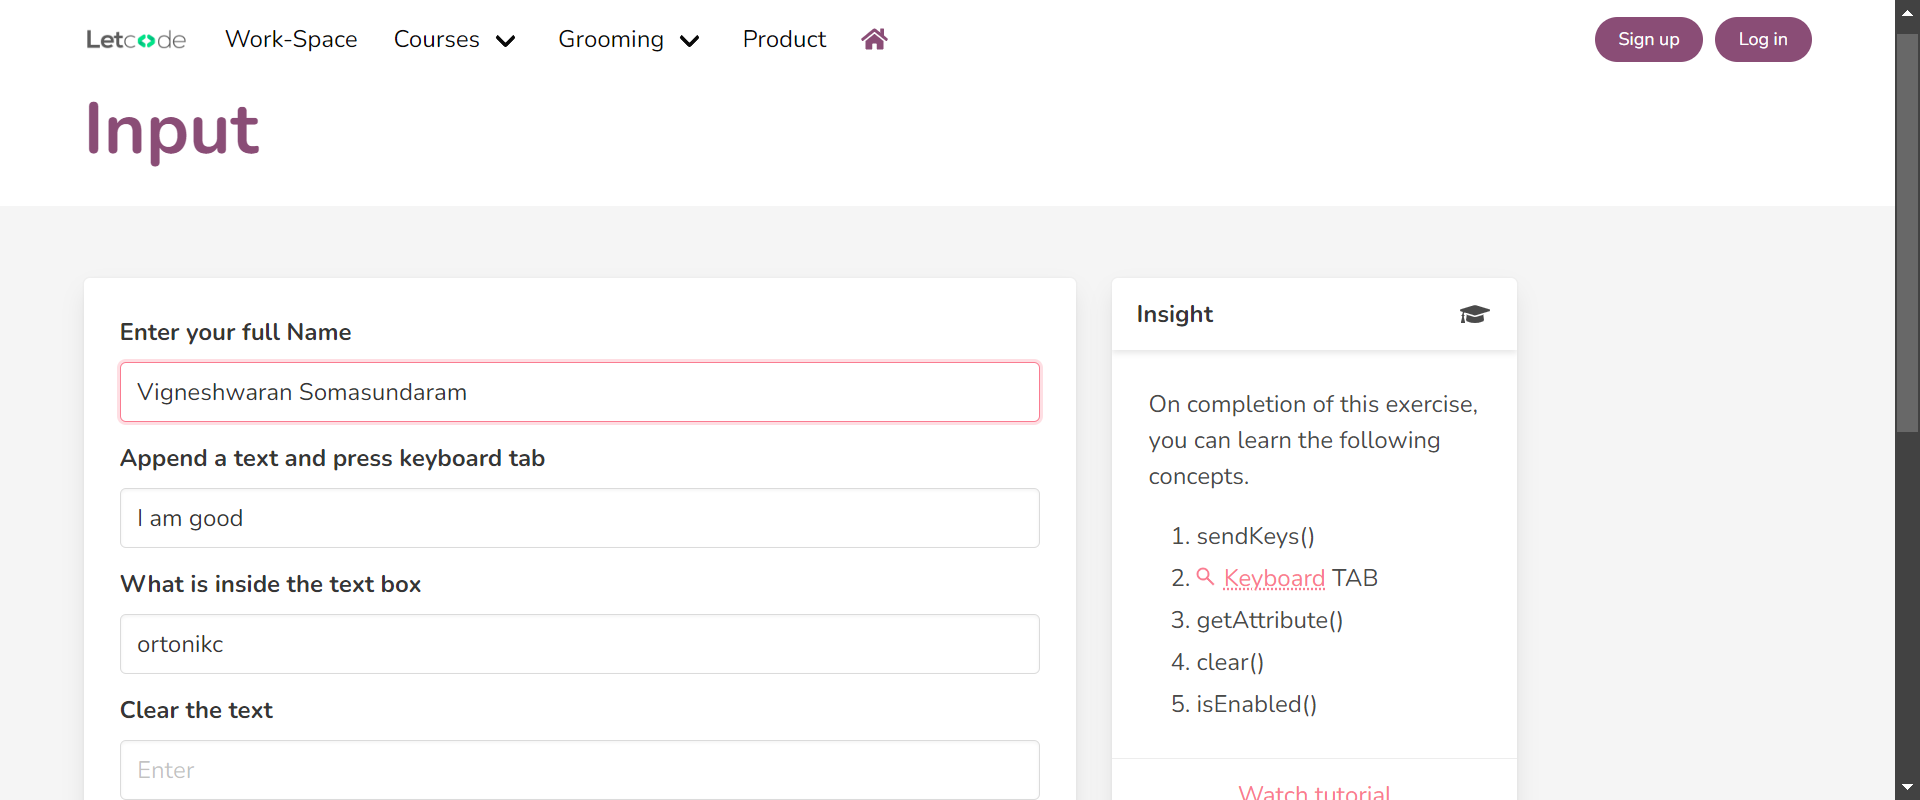 Letcode Work-Space Courses Grooming Product Sign up Log in
Input
Enter your full Name
Vigneshwaran Somasundaram
Append a text and press keyboard tab
I am good
What is inside the text box
ortonikc
Clear the text
Enter
Insight
On completion of this exercise,
you can learn the following
concepts.
1. sendKeys()
2. Keyboard TAB
3. getAttribute()
4. clear()
5. isEnabled()
Watch tutorial